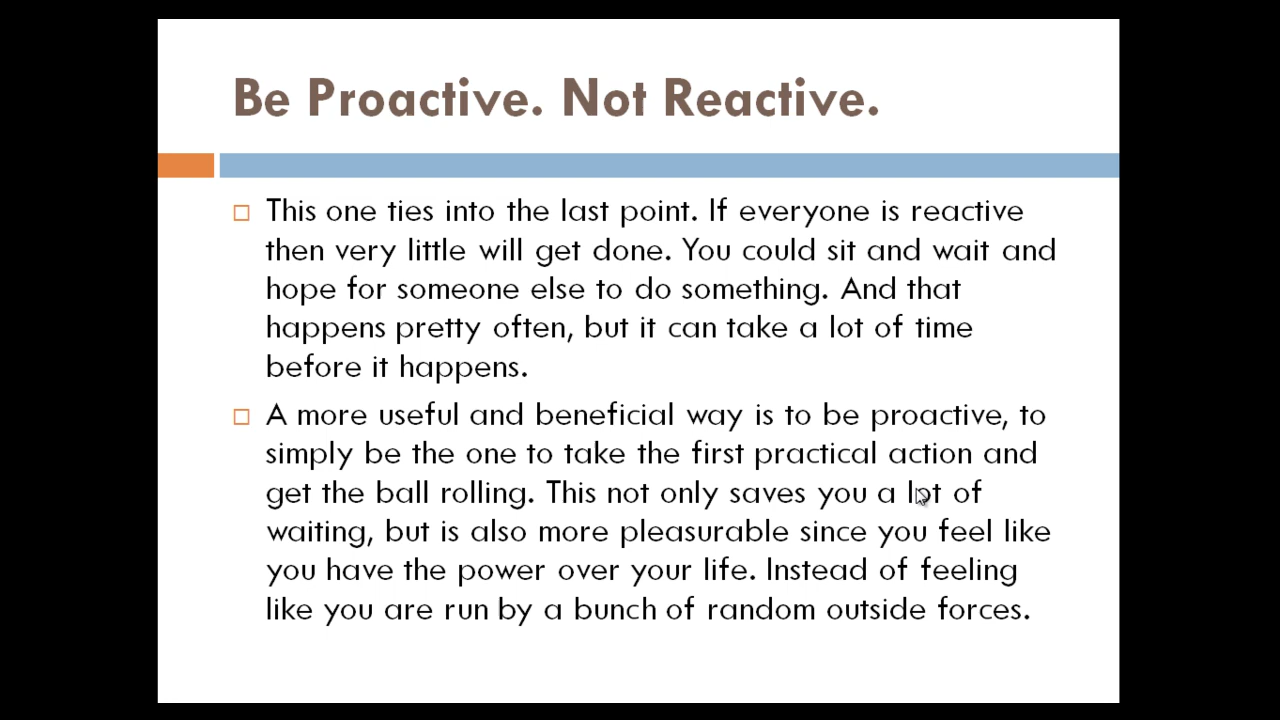 Be Proactive. Not Reactive.
This one ties into the last point. If everyone is reactive
then very little will get done. You could sit and wait and
hope for someone else to do something. And that
happens pretty often, but it can take a lot of time
before it happens.
A more useful and beneficial way is to be proactive, to
simply be the one to take the first practical action and
get the ball rolling. This not only saves you a lot of
waiting, but is also more pleasurable since you feel like
you have the power over your life. Instead of feeling
like you are run by a bunch of random outside forces.